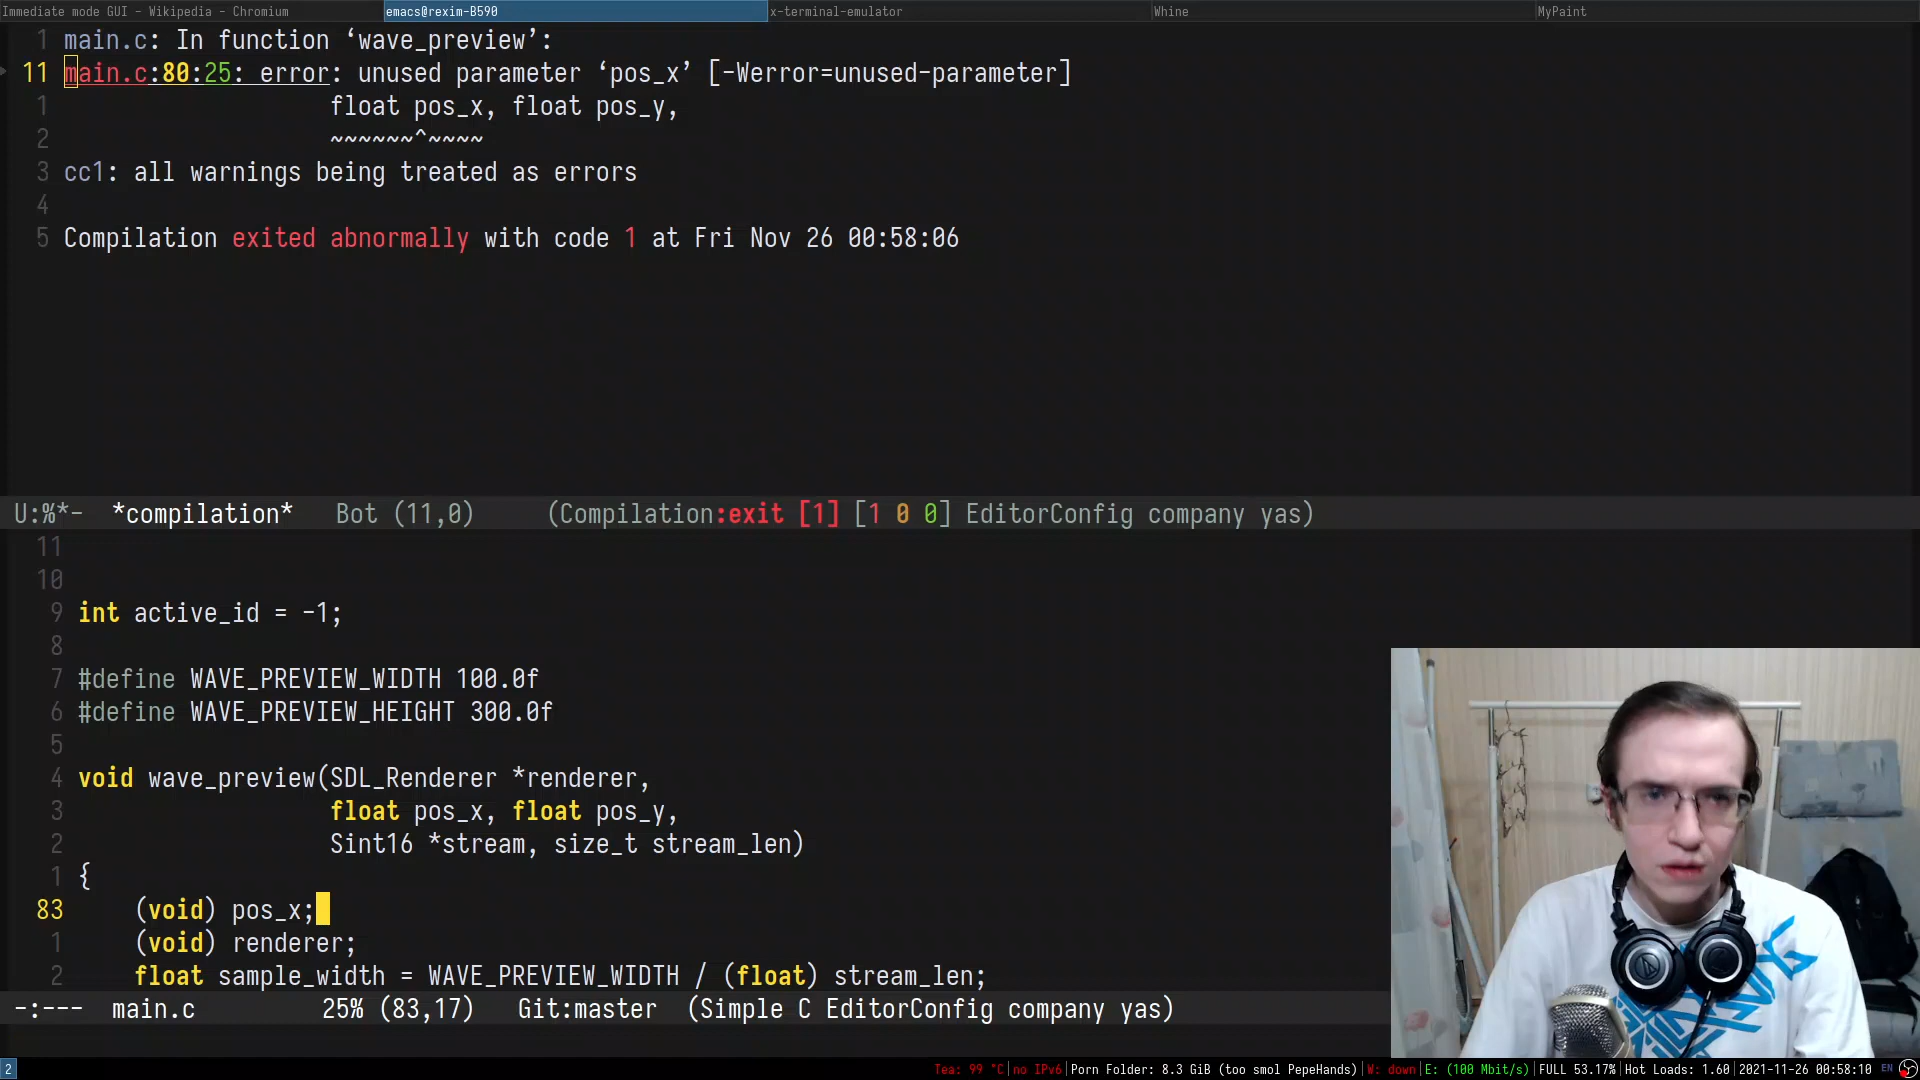 Immediate mode GUI - Wikipedia - Chromium
emacs@rexim-B590
x-terminal-emulator
Whine
MyPaint
1 main.c: In function ‘wave_preview’:
11 main.c:80:25: error: unused parameter ‘pos_x’ [-Werror=unused-parameter]
1 float pos_x, float pos_y,
2 ~~~~~~^~~~~
3 cc1: all warnings being treated as errors
4
5 Compilation exited abnormally with code 1 at Fri Nov 26 00:58:06
U:%*- *compilation* Bot (11,0) (Compilation:exit [1] [1 0 0] EditorConfig company yas)
11
10
9 int active_id = -1;
8
7 #define WAVE_PREVIEW_WIDTH 100.0f
6 #define WAVE_PREVIEW_HEIGHT 300.0f
5
4 void wave_preview(SDL_Renderer *renderer,
3 float pos_x, float pos_y,
2 Sint16 *stream, size_t stream_len)
1 {
83 (void) pos_x;
1 (void) renderer;
2 float sample_width = WAVE_PREVIEW_WIDTH / (float) stream_len;
-:--- main.c 25% (83,17) Git:master (Simple C EditorConfig company yas)
2
Tea: 99 °C|no IPv6|Porn Folder: 8.3 GiB (too smol PepeHands)|W: down|E: (100 Mbit/s)|FULL 53.17%|Hot Loads: 1.60|2021-11-26 00:58:10 EN